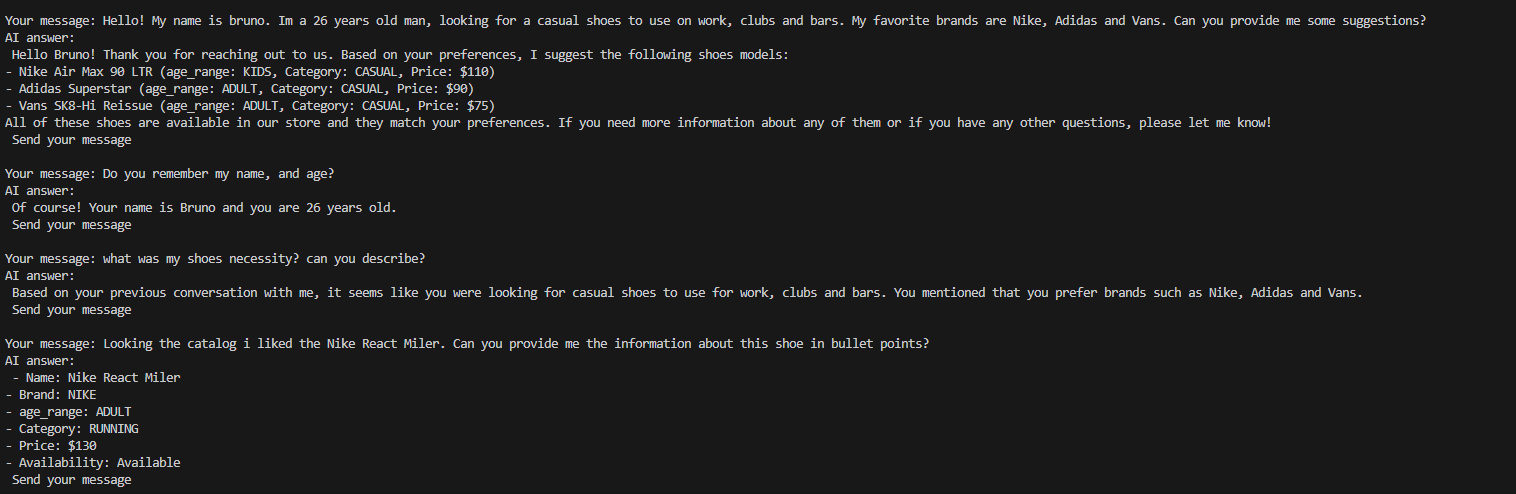 Your message: Hello! My name is bruno. Im a 26 years old man, looking for a casual shoes to use on work, clubs and bars. My favorite brands are Nike, Adidas and Vans. Can you provide me some suggestions?
AI answer:
Hello Bruno! Thank you for reaching out to us. Based on your preferences, I suggest the following shoes models:
- Nike Air Max 90 LTR (age_range: KIDS, Category: CASUAL, Price: $110)
- Adidas Superstar (age_range: ADULT, Category: CASUAL, Price: $90)
- Vans SK8-Hi Reissue (age_range: ADULT, Category: CASUAL, Price: $75)
All of these shoes are available in our store and they match your preferences. If you need more information about any of them or if you have any other questions, please let me know!
Send your message
Your message: Do you remember my name, and age?
AI answer:
Of course! Your name is Bruno and you are 26 years old.
Send your message
Your message: what was my shoes necessity? can you describe?
AI answer:
Based on your previous conversation with me, it seems like you were looking for casual shoes to use for work, clubs and bars. You mentioned that you prefer brands such as Nike, Adidas and Vans.
Send your message
Your message: Looking the catalog i liked the Nike React Miler. Can you provide me the information about this shoe in bullet points?
AI answer:
- Name: Nike React Miler
- Brand: NIKE
- age_range: ADULT
- Category: RUNNING
- Price: $130
- Availability: Available
Send your message